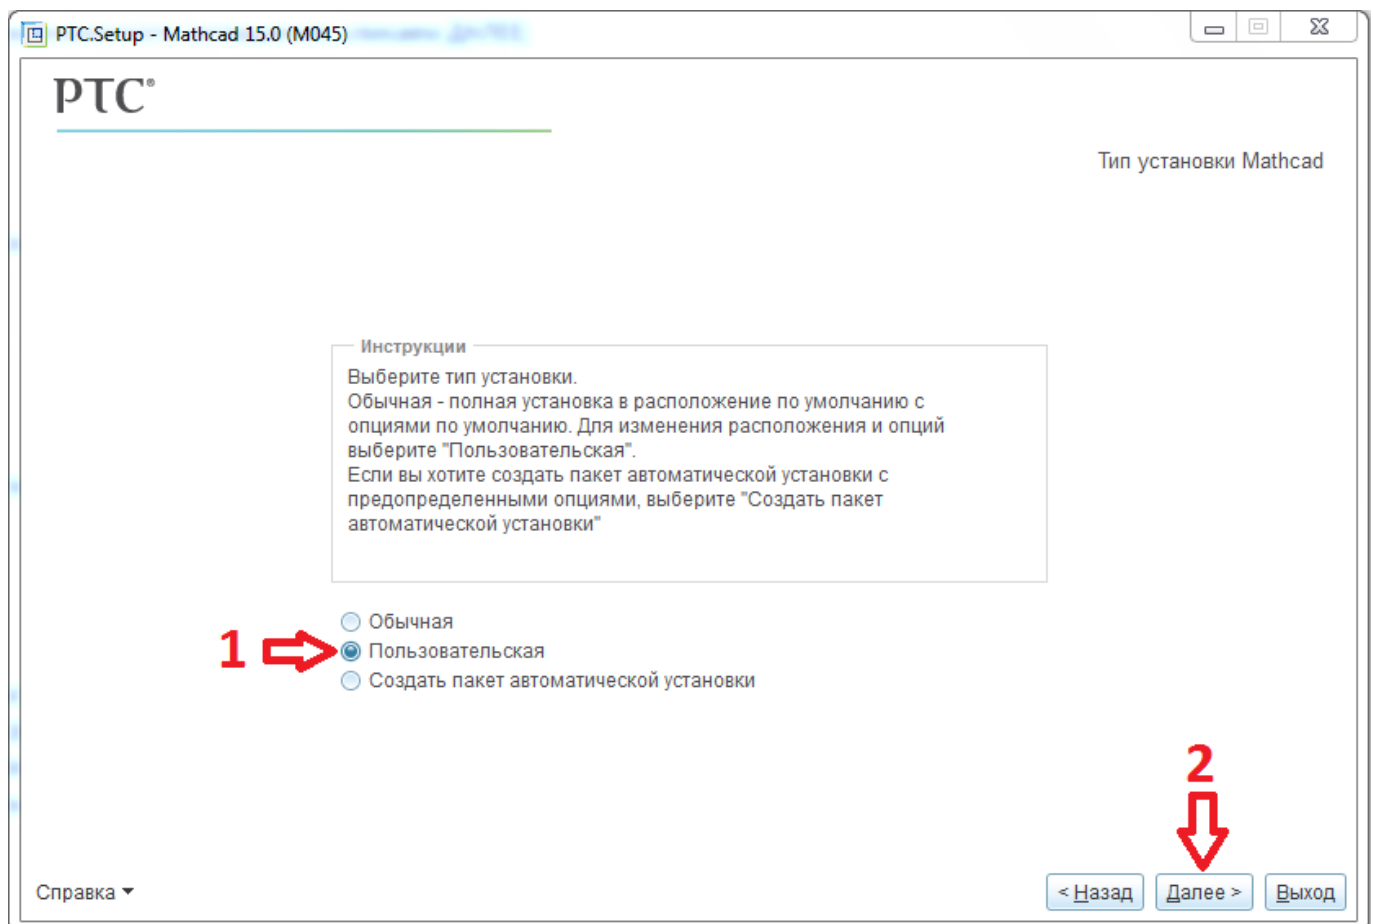 PTC.Setup - Mathcad 15.0 (M045)
PTC®
Тип установки Mathcad
Инструкции
Выберите тип установки.
Обычная - полная установка в расположение по умолчанию с
опциями по умолчанию. Для изменения расположения и опций
выберите "Пользовательская".
Если вы хотите создать пакет автоматической установки с
предопределенными опциями, выберите "Создать пакет
автоматической установки"
Обычная
1 Пользовательская
Создать пакет автоматической установки
2
Справка
< Назад Далее > Выход